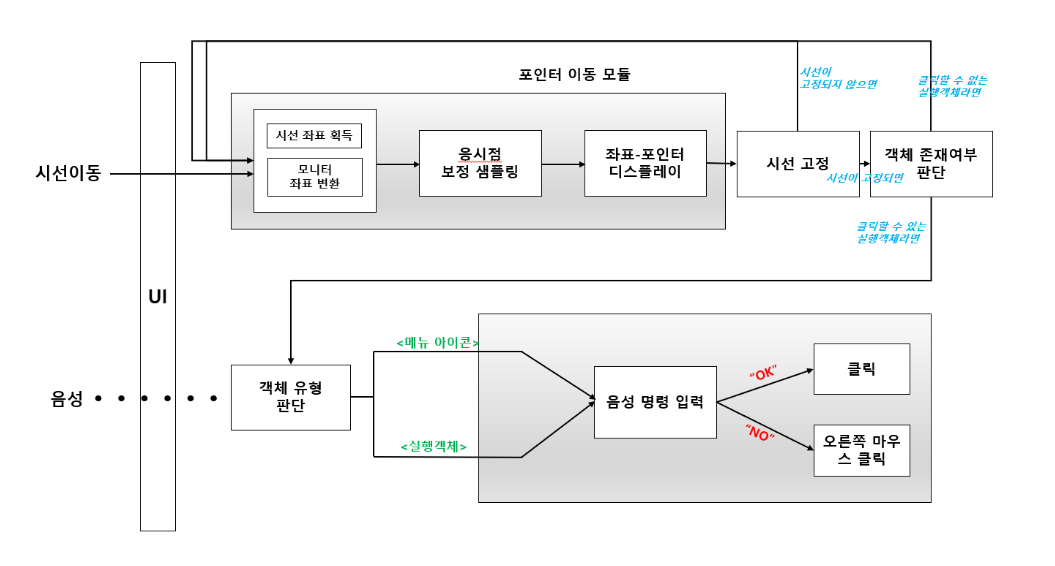 포인터 이동 모듈
시선이
고정되지 않으면
클릭할 수 없는
실행객체라면
시선이동
시선 좌표 획득
모니터
좌표 변환
응시점
보정 샘플링
좌표-포인터
디스플레이
시선 고정
시선이 고정되면
객체 존재여부
판단
클릭할 수 있는
실행객체라면
UI
음성
객체 유형
판단
<메뉴 아이콘>
<실행객체>
음성 명령 입력
"OK"
"NO"
클릭
오른쪽 마우
스 클릭